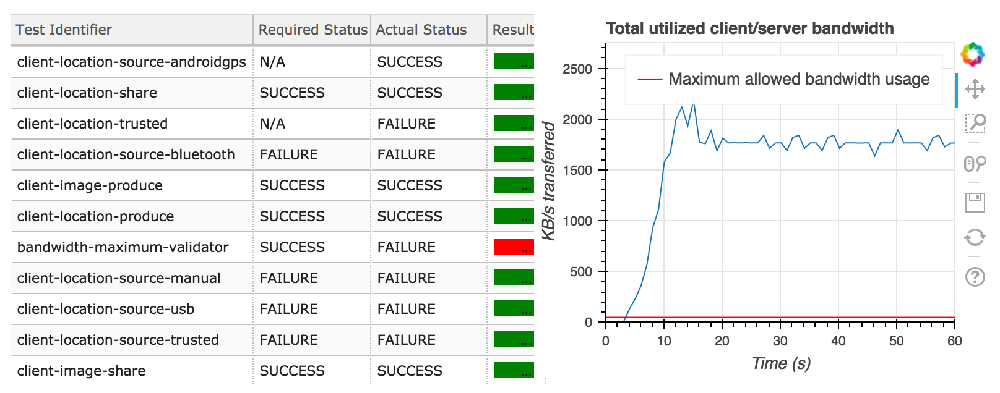 Test Identifier Required Status Actual Status Result
client-location-source-androidgps N/A SUCCESS ...
client-location-share SUCCESS SUCCESS ...
client-location-trusted N/A FAILURE ...
client-location-source-bluetooth FAILURE FAILURE ...
client-image-produce SUCCESS SUCCESS ...
client-location-produce SUCCESS SUCCESS ...
bandwidth-maximum-validator SUCCESS FAILURE ...
client-location-source-manual FAILURE FAILURE ...
client-location-source-usb FAILURE FAILURE ...
client-location-source-trusted FAILURE FAILURE ...
client-image-share SUCCESS SUCCESS ...
Total utilized client/server bandwidth
Maximum allowed bandwidth usage
KB/s transferred
2500
2000
1500
1000
500
0
0 10 20 30 40 50 60
Time (s)
?